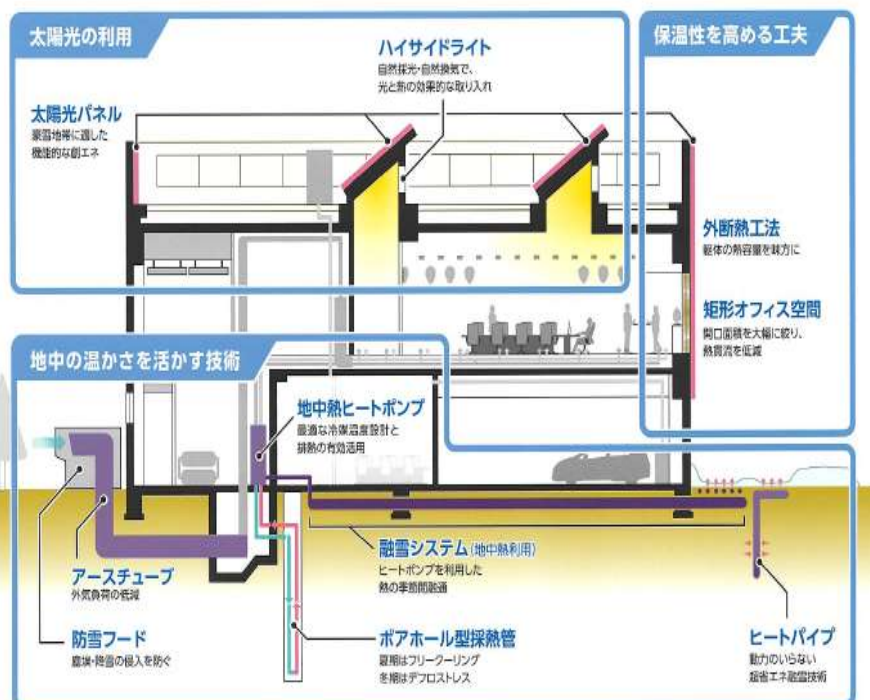 太陽光の利用
太陽光パネル
豪雪地帯に適した
機能的な創エネ
ハイサイドライト
自然採光・自然換気で、
光と熱の効果的な取り入れ
保温性を高める工夫
外断熱工法
躯体の熱容量を味方に
矩形オフィス空間
開口面積を大幅に絞り、
熱貫流を低減
地中の温かさを活かす技術
地中熱ヒートポンプ
最適な冷媒温度設計と
排熱の有効活用
アースチューブ
外気負荷の低減
防雪フード
塵埃・降雪の侵入を防ぐ
融雪システム(地中熱利用)
ヒートポンプを利用した
熱の季節間融通
ボアホール型採熱管
夏期はフリークーリング
冬期はデフロストレス
ヒートパイプ
動力のいらない
超省エネ融雪技術